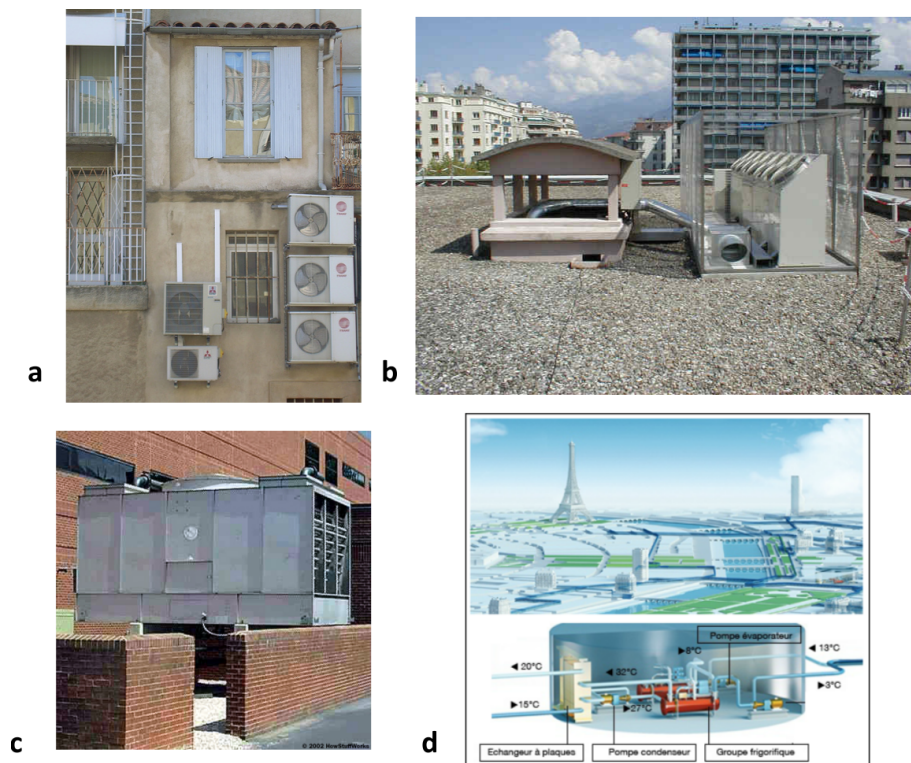 a
b
c
© 2002 HowStuffWorks
d
Pompe évaporateur
◄ 20°C
◄ 32°C
►8°C
◄ 13°C
►15°C
►27°C
►3°C
Echangeur à plaques
Pompe condenseur
Groupe frigorifique